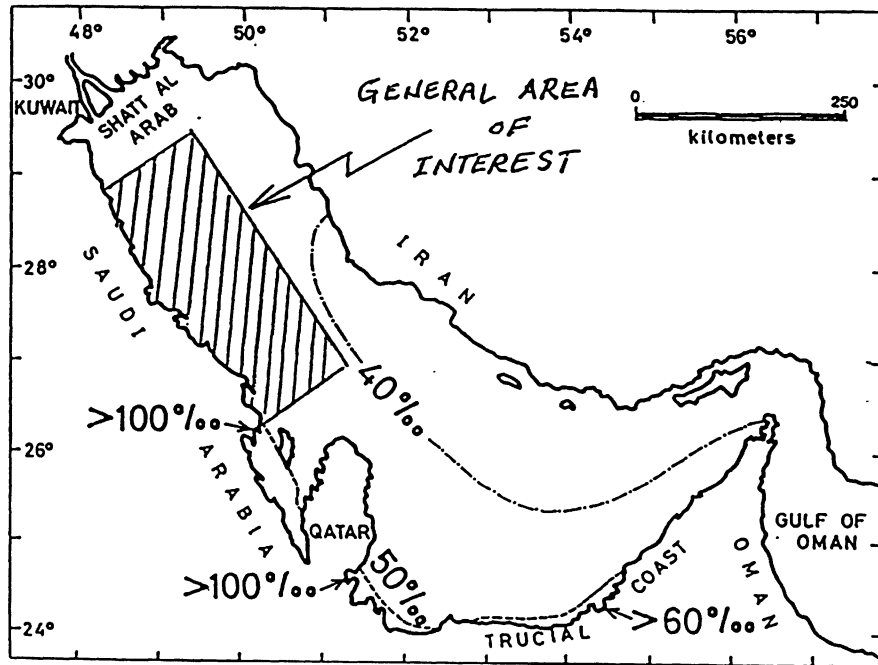 48° 50° 52° 54° 56°
30°
28°
26°
24°
KUWAIT
SHATT AL
ARAB
GENERAL AREA
OF
INTEREST
0 250
kilometers
SAUDI
ARABIA
IRAN
40‰
>100‰
QATAR
>100‰
50‰
TRUCIAL COAST
>60‰
OMAN
GULF OF
OMAN